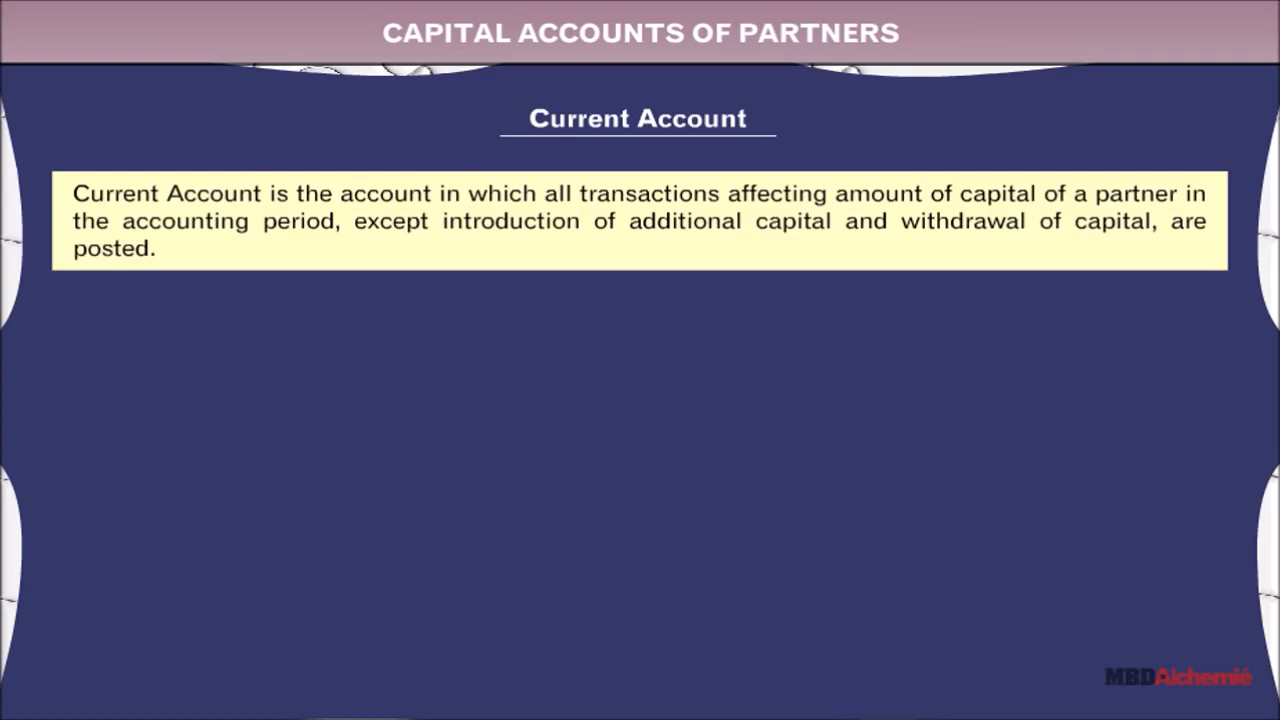 CAPITAL ACCOUNTS OF PARTNERS
Current Account
Current Account is the account in which all transactions affecting amount of capital of a partner in
the accounting period, except introduction of additional capital and withdrawal of capital, are
posted.
MBDAlchemié